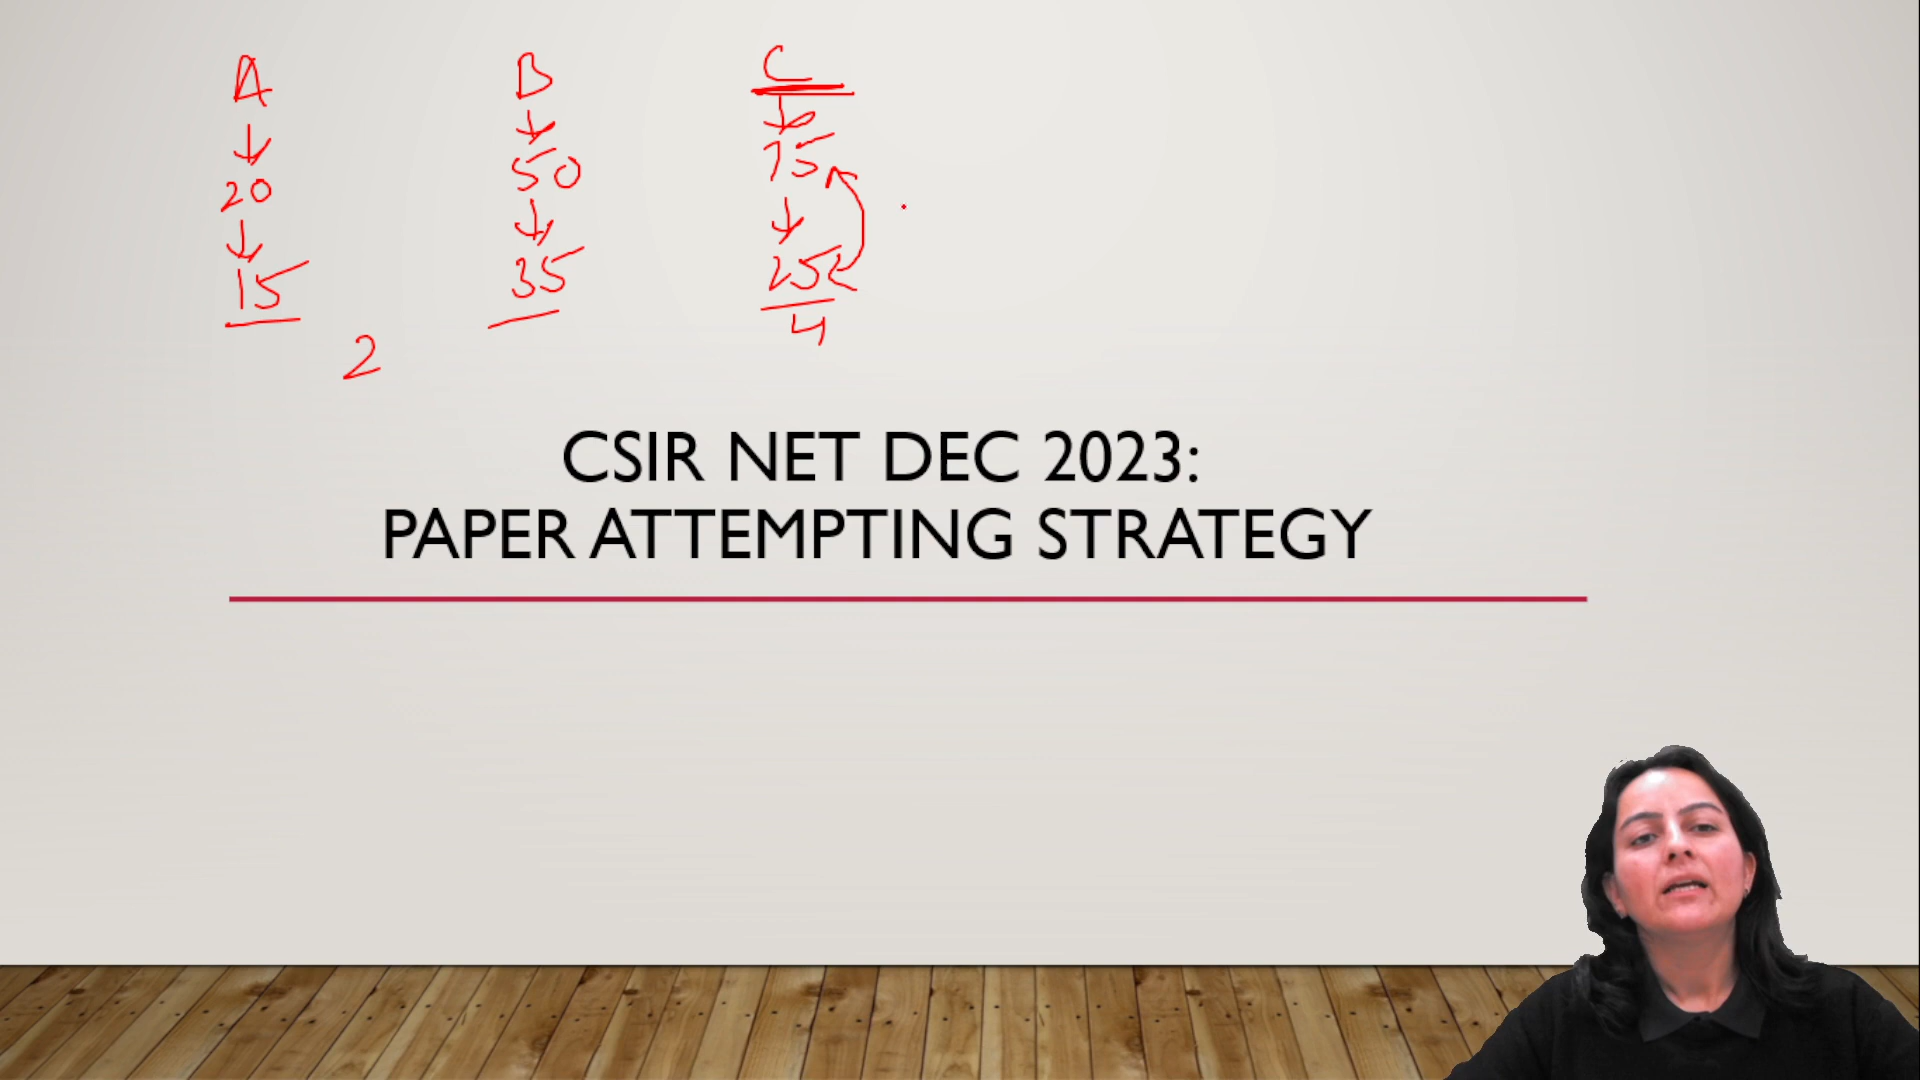 A B C
20 50 75
15 35 25
2 4
CSIR NET DEC 2023:
PAPER ATTEMPTING STRATEGY